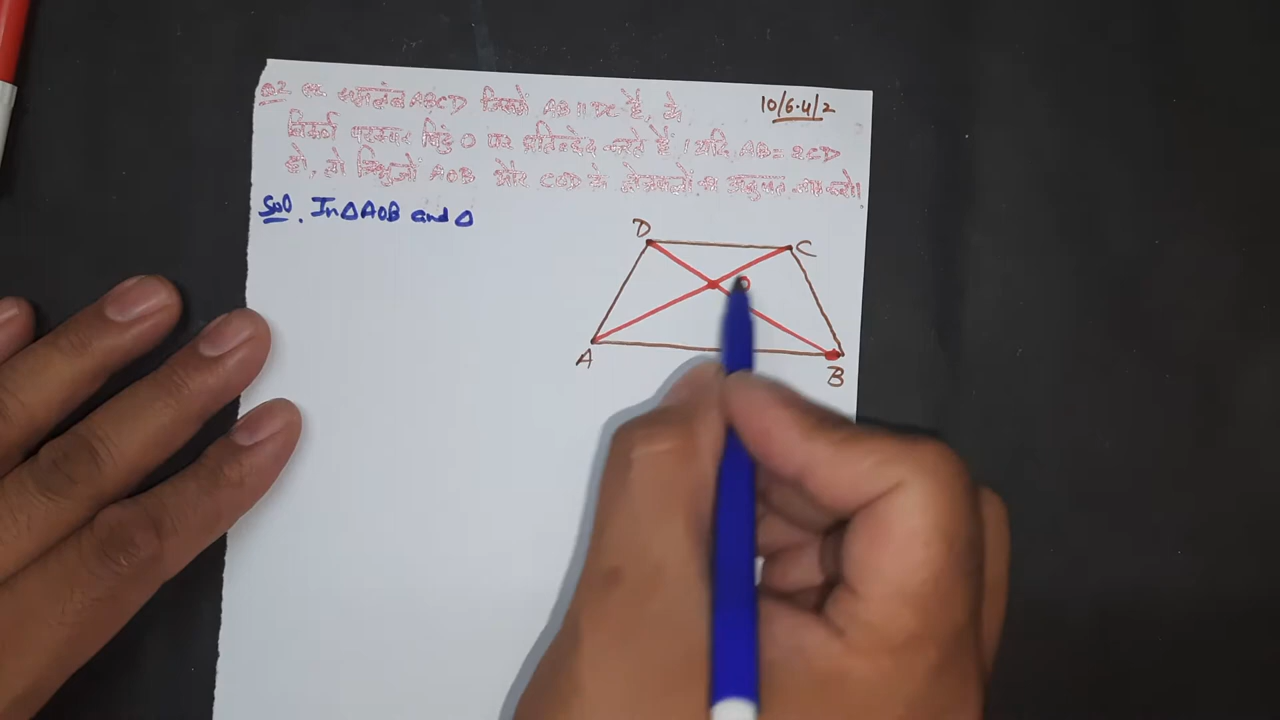 Q2 एक समलंब ABCD जिसमें AB || DC है, के
10/6.4/2
विकर्ण परस्पर बिंदु O पर प्रतिच्छेद करते हैं । यदि AB = 2CD
हो, तो त्रिभुजों AOB और COD के क्षेत्रफलों का अनुपात ज्ञात करो।
Sol. In △AOB and △
D
C
O
A
B